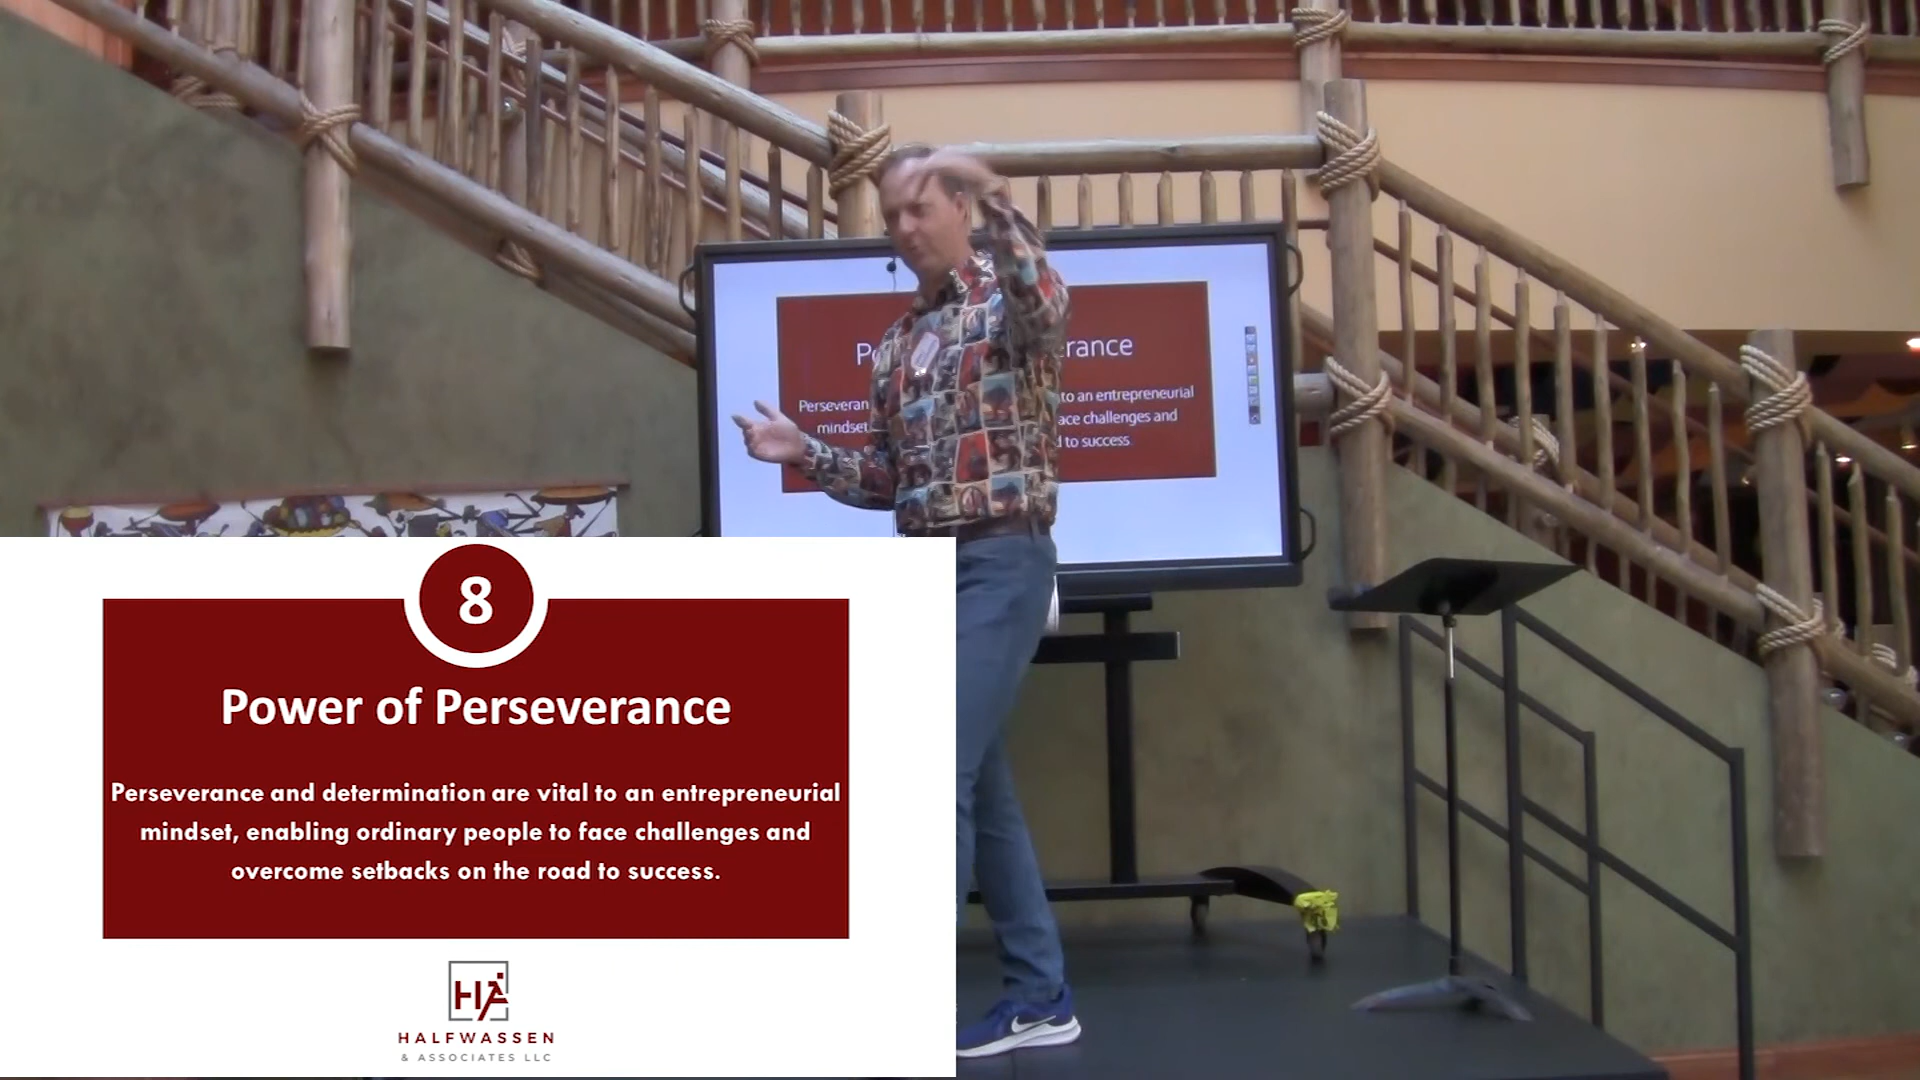 Po
rance
Perseveran
to an entrepreneurial
mindset,
ace challenges and
d to success
8
Power of Perseverance
Perseverance and determination are vital to an entrepreneurial
mindset, enabling ordinary people to face challenges and
overcome setbacks on the road to success.
HA
HALFWASSEN
& ASSOCIATES LLC